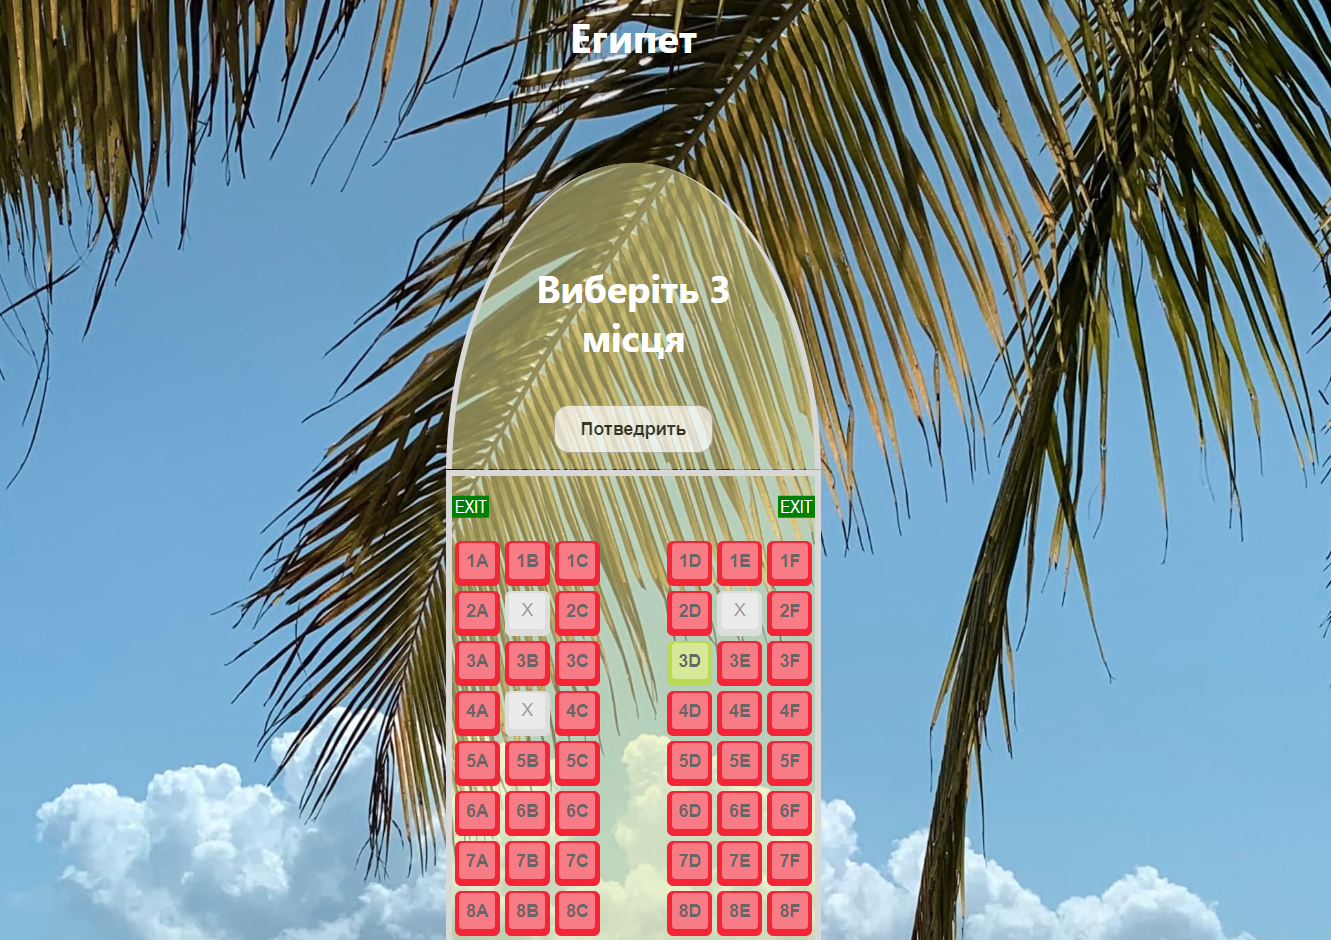 Египет
Виберіть 3
місця
Потведрить
EXIT EXIT
1A 1B 1C 1D 1E 1F
2A X 2C 2D X 2F
3A 3B 3C 3D 3E 3F
4A X 4C 4D 4E 4F
5A 5B 5C 5D 5E 5F
6A 6B 6C 6D 6E 6F
7A 7B 7C 7D 7E 7F
8A 8B 8C 8D 8E 8F